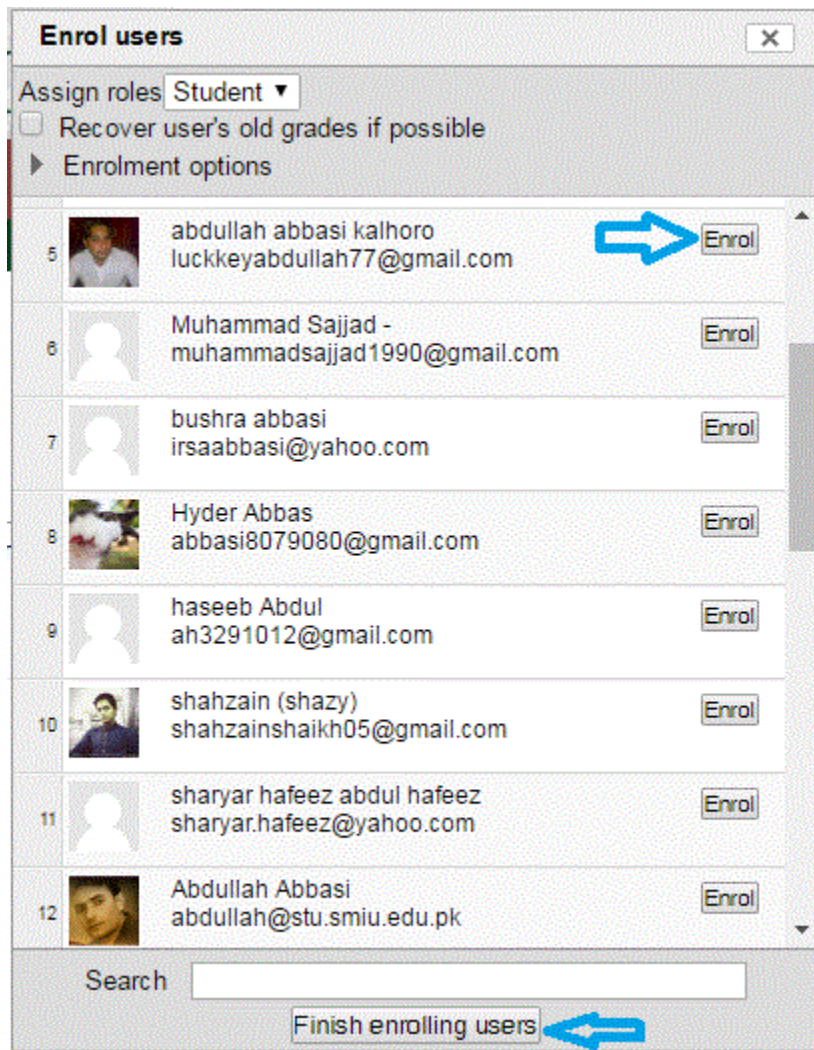 Enrol users
Assign roles Student
Recover user's old grades if possible
Enrolment options
5 abdullah abbasi kalhoro Enrol
luckkeyabdullah77@gmail.com
6 Muhammad Sajjad - Enrol
muhammadsajjad1990@gmail.com
7 bushra abbasi Enrol
irsaabbasi@yahoo.com
8 Hyder Abbas Enrol
abbasi8079080@gmail.com
9 haseeb Abdul Enrol
ah3291012@gmail.com
10 shahzain (shazy) Enrol
shahzainshaikh05@gmail.com
11 sharyar hafeez abdul hafeez Enrol
sharyar.hafeez@yahoo.com
12 Abdullah Abbasi Enrol
abdullah@stu.smiu.edu.pk
Search
Finish enrolling users